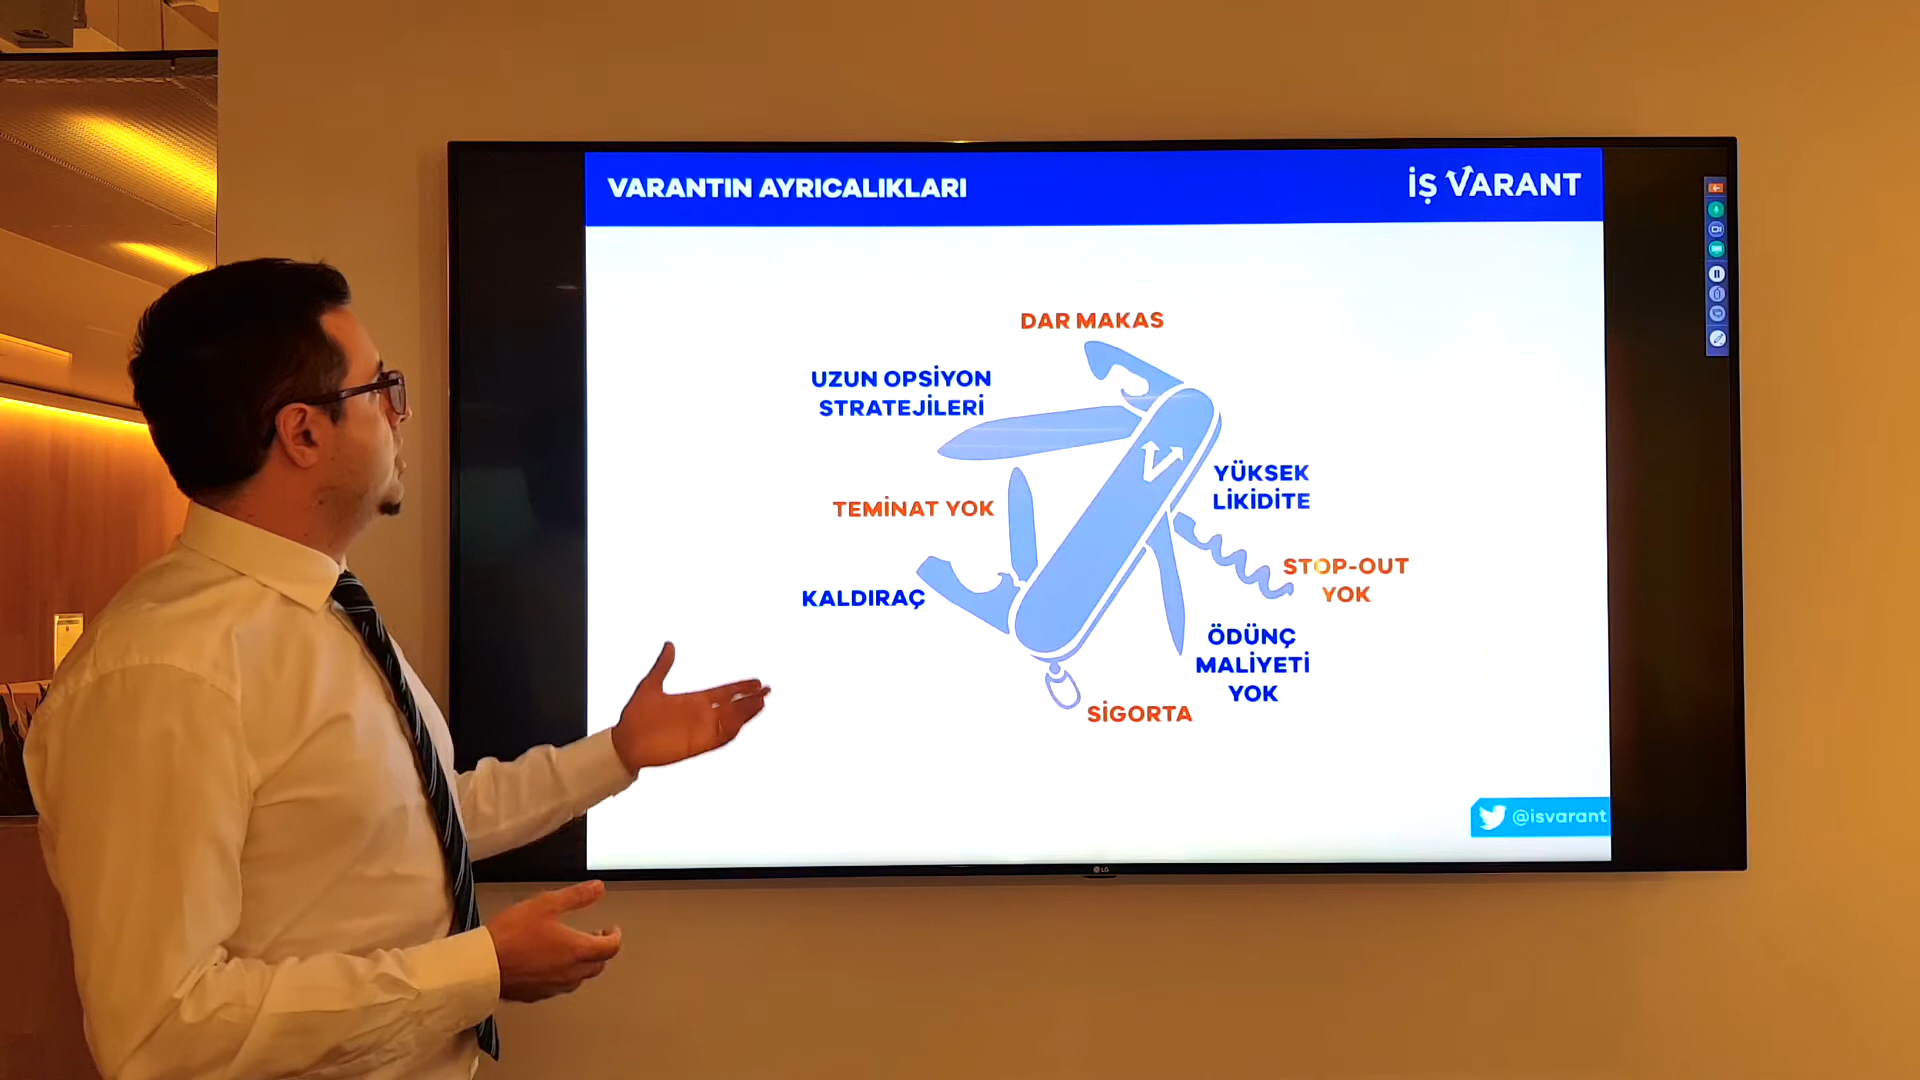 VARANTIN AYRICALIKLARI
İŞ VARANT
DAR MAKAS
UZUN OPSİYON
STRATEJİLERİ
YÜKSEK
LİKİDİTE
TEMİNAT YOK
STOP-OUT
YOK
KALDIRAÇ
ÖDÜNÇ
MALİYETİ
YOK
SİGORTA
@isvarant
LG